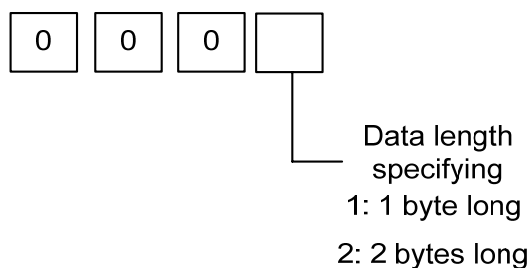 0 0 0
Data length
specifying
1: 1 byte long
2: 2 bytes long